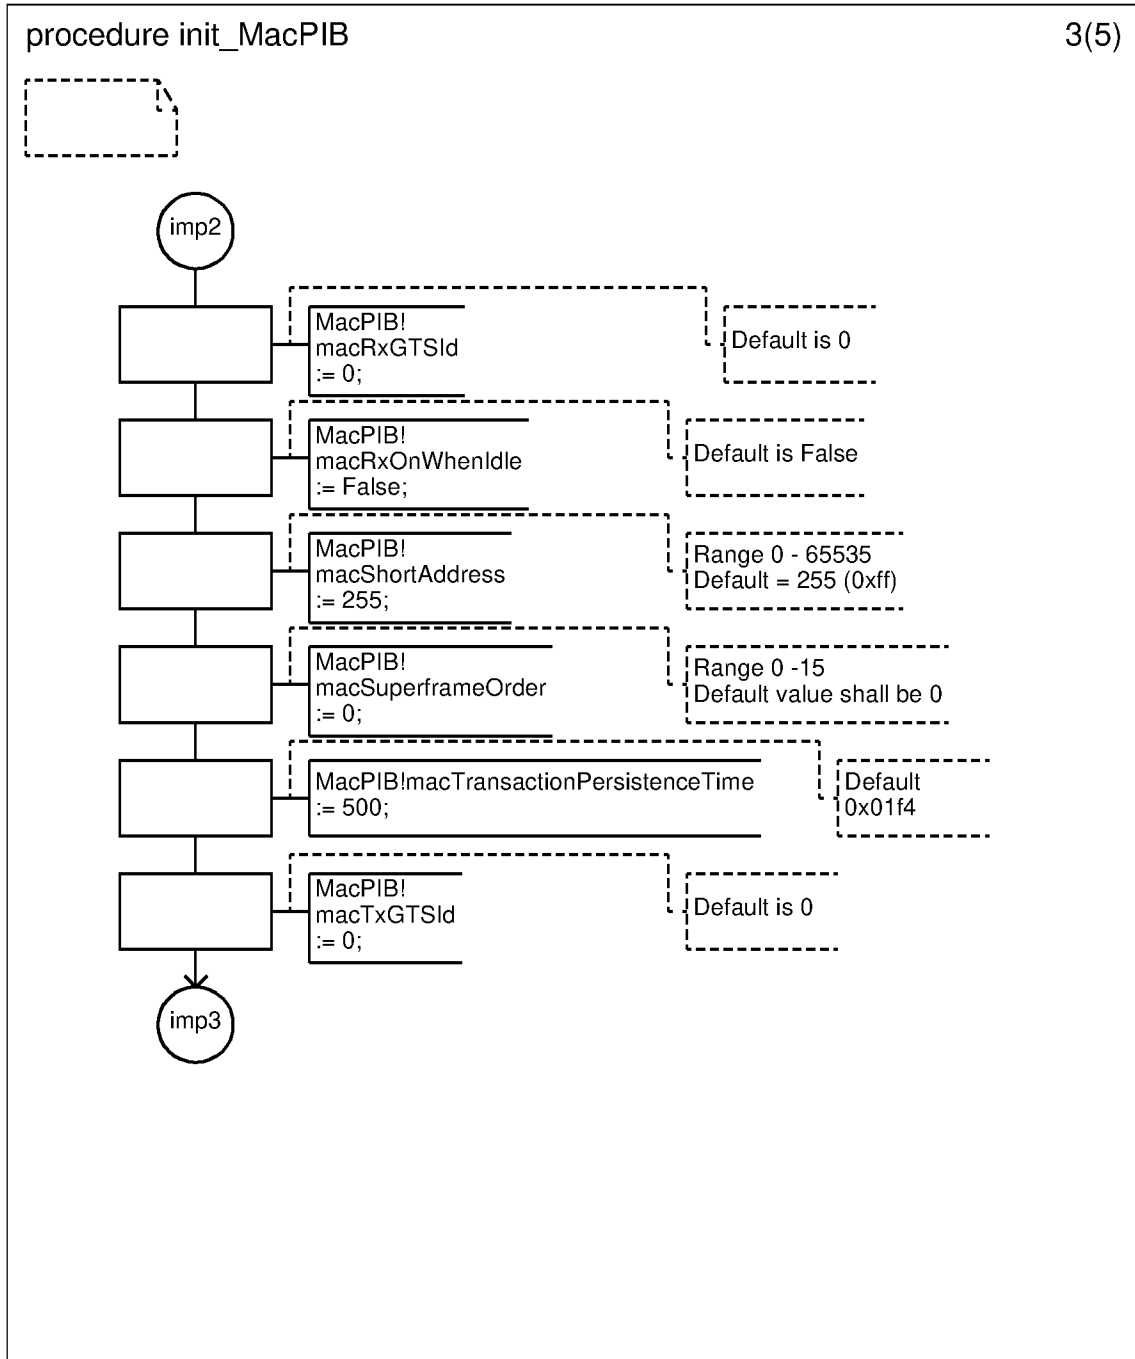 procedure init_MacPIB
3(5)
imp2
MacPIB!
macRxGTSId
:= 0;
Default is 0
MacPIB!
macRxOnWhenIdle
:= False;
Default is False
MacPIB!
macShortAddress
:= 255;
Range 0 - 65535
Default = 255 (0xff)
MacPIB!
macSuperframeOrder
:= 0;
Range 0 -15
Default value shall be 0
MacPIB!macTransactionPersistenceTime
:= 500;
Default
0x01f4
MacPIB!
macTxGTSId
:= 0;
Default is 0
imp3